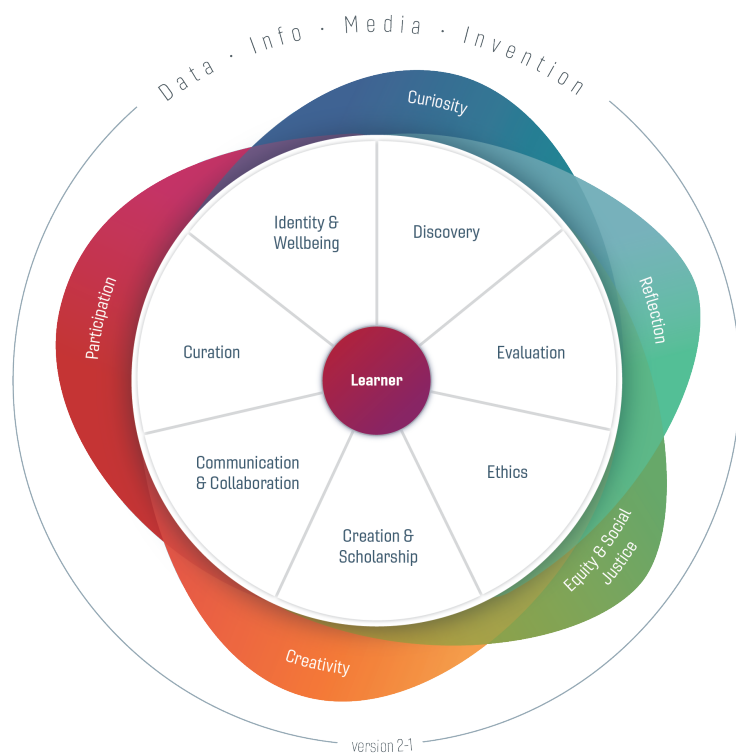 Data · Info · Media · Invention
Curiosity
Identity &
Wellbeing
Discovery
Participation
Reflection
Curation
Learner
Evaluation
Communication
& Collaboration
Ethics
Creation &
Scholarship
Equity & Social
Justice
Creativity
version 2-1